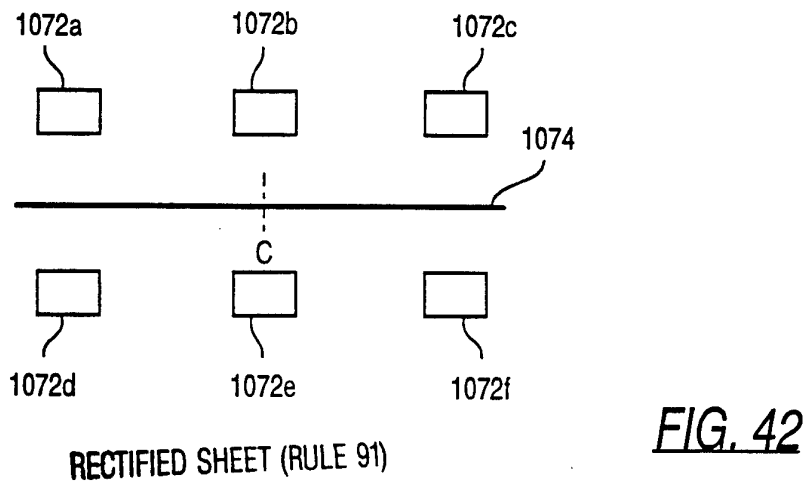 1072a 1072b 1072c
1074
C
1072d 1072e 1072f
FIG. 42
RECTIFIED SHEET (RULE 91)